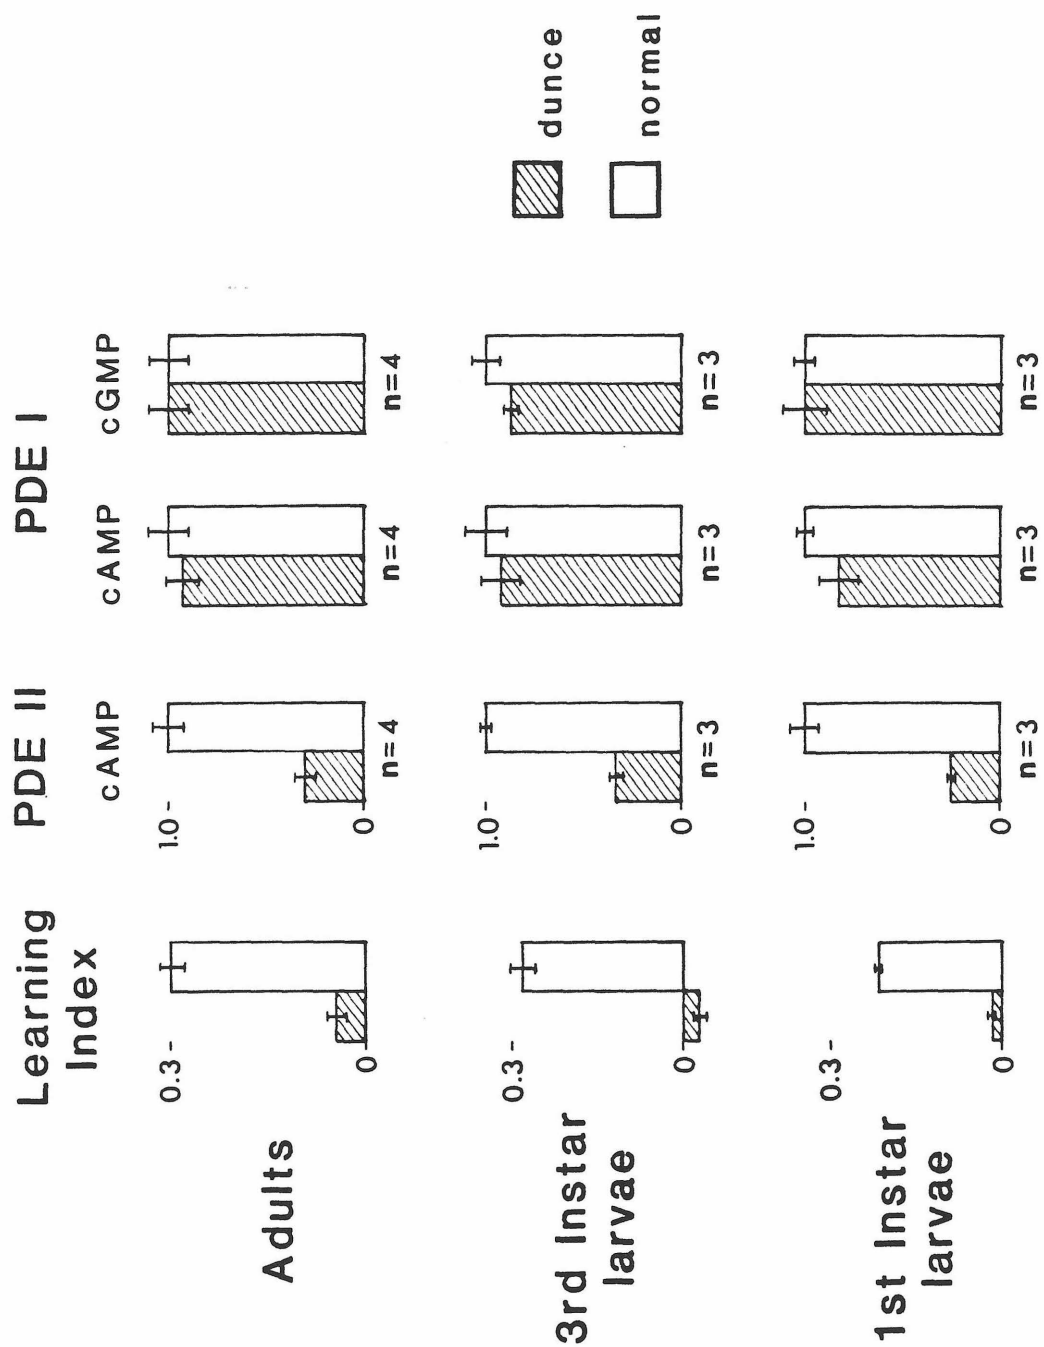 PDE II PDE I
Learning
Index cAMP cAMP cGMP
Adults
0.3
0
1.0
0
n=4 n=4 n=4
3rd Instar
larvae
0.3
0
1.0
0
n=3 n=3 n=3
1st Instar
larvae
0.3
0
1.0
0
n=3 n=3 n=3
dunce
normal